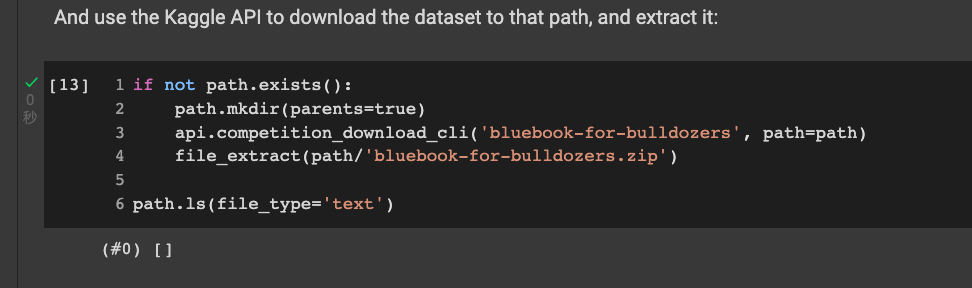 And use the Kaggle API to download the dataset to that path, and extract it:
[13] 1 if not path.exists():
0 2 path.mkdir(parents=true)
秒 3 api.competition_download_cli('bluebook-for-bulldozers', path=path)
4 file_extract(path/'bluebook-for-bulldozers.zip')
5
6 path.ls(file_type='text')
(#0) []